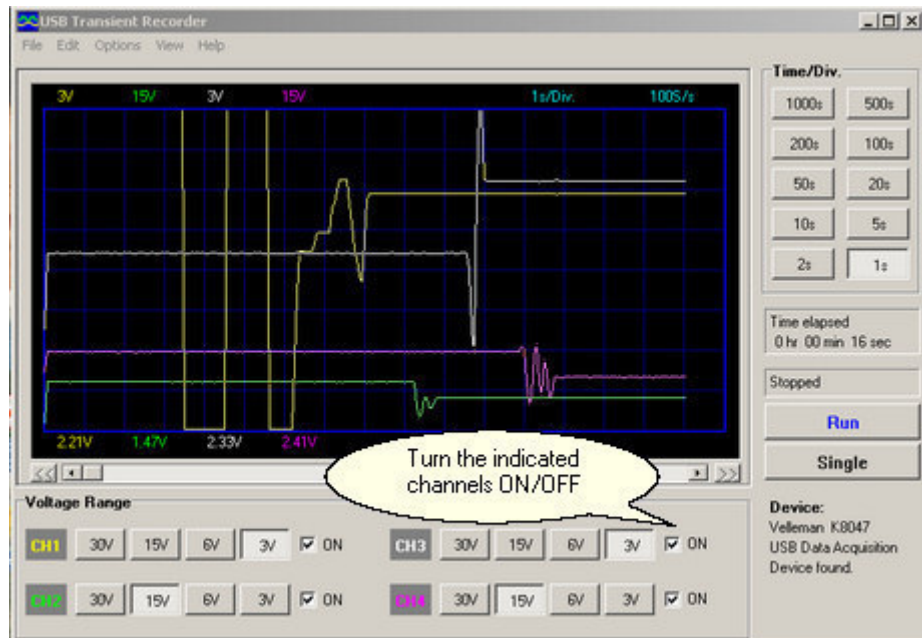 USB Transient Recorder
File Edit Options View Help
3V 15V 3V 15V 1s/Div. 100S/s
2.21V 1.47V 2.33V 2.41V
Time/Div.
1000s 500s
200s 100s
50s 20s
10s 5s
2s 1s
Time elapsed
0 hr 00 min 16 sec
Stopped
Run
Single
Device:
Velleman K8047
USB Data Acquisition
Device found.
Turn the indicated
channels ON/OFF
<< >>
Voltage Range
CH1 30V 15V 6V 3V ON CH3 30V 15V 6V 3V ON
CH2 30V 15V 6V 3V ON CH4 30V 15V 6V 3V ON